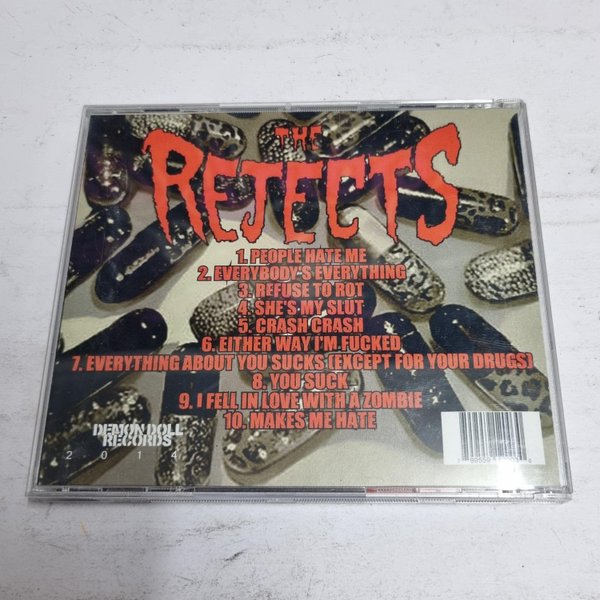 THE
REJECTS
1. PEOPLE HATE ME
2. EVERYBODY'S EVERYTHING
3. REFUSE TO ROT
4. SHE'S MY SLUT
5. CRASH CRASH
6. EITHER WAY I'M FUCKED
7. EVERYTHING ABOUT YOU SUCKS (EXCEPT FOR YOUR DRUGS)
8. YOU SUCK
9. I FELL IN LOVE WITH A ZOMBIE
10. MAKES ME HATE
DEMON DOLL
RECORDS
2014